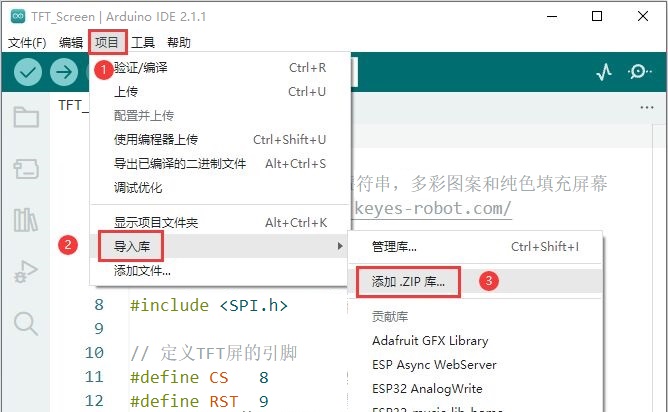 TFT_Screen | Arduino IDE 2.1.1
文件(F) 编辑 项目 工具 帮助
1
验证/编译 Ctrl+R
上传 Ctrl+U
TFT_
配置并上传
使用编程器上传 Ctrl+Shift+U
导出已编译的二进制文件 Alt+Ctrl+S
调试优化
符串，多彩图案和纯色填充屏幕
keyes-robot.com/
显示项目文件夹 Alt+Ctrl+K
2
导入库
管理库... Ctrl+Shift+I
添加文件...
添加 .ZIP 库...
3
8 #include <SPI.h>
贡献库
Adafruit GFX Library
10 // 定义TFT屏的引脚
ESP Async WebServer
11 #define CS 8
ESP32 AnalogWrite
12 #define RST 9